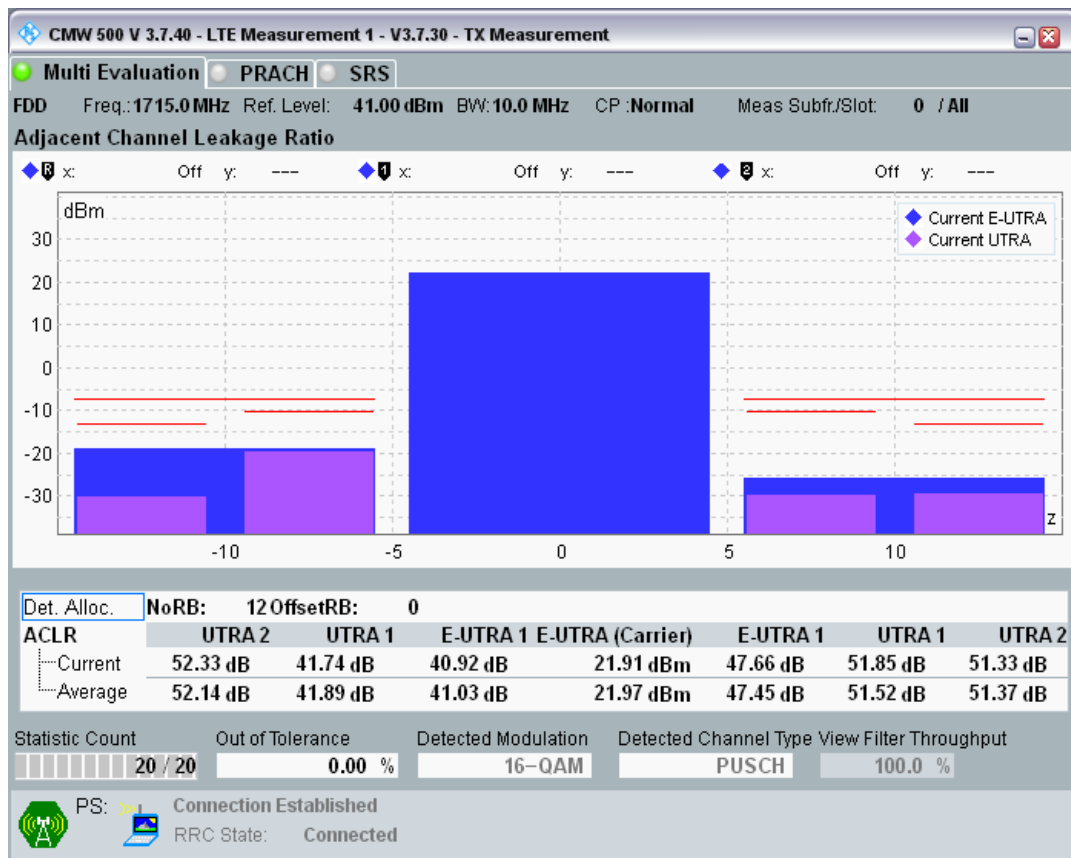 CMW 500 V 3.7.40 - LTE Measurement 1 - V3.7.30 - TX Measurement
Multi Evaluation PRACH SRS
FDD Freq.: 1715.0 MHz Ref. Level: 41.00 dBm BW: 10.0 MHz CP : Normal Meas Subfr./Slot: 0 / All
Adjacent Channel Leakage Ratio
R x: Off y: --- 1 x: Off y: --- 2 x: Off y: ---
dBm
Current E-UTRA
Current UTRA
30
20
10
0
-10
-20
-30
z
-10 -5 0 5 10
Det. Alloc. NoRB: 12 OffsetRB: 0
ACLR UTRA 2 UTRA 1 E-UTRA 1 E-UTRA (Carrier) E-UTRA 1 UTRA 1 UTRA 2
Current 52.33 dB 41.74 dB 40.92 dB 21.91 dBm 47.66 dB 51.85 dB 51.33 dB
Average 52.14 dB 41.89 dB 41.03 dB 21.97 dBm 47.45 dB 51.52 dB 51.37 dB
Statistic Count Out of Tolerance Detected Modulation Detected Channel Type View Filter Throughput
20 / 20 0.00 % 16-QAM PUSCH 100.0 %
PS: Connection Established
RRC State: Connected